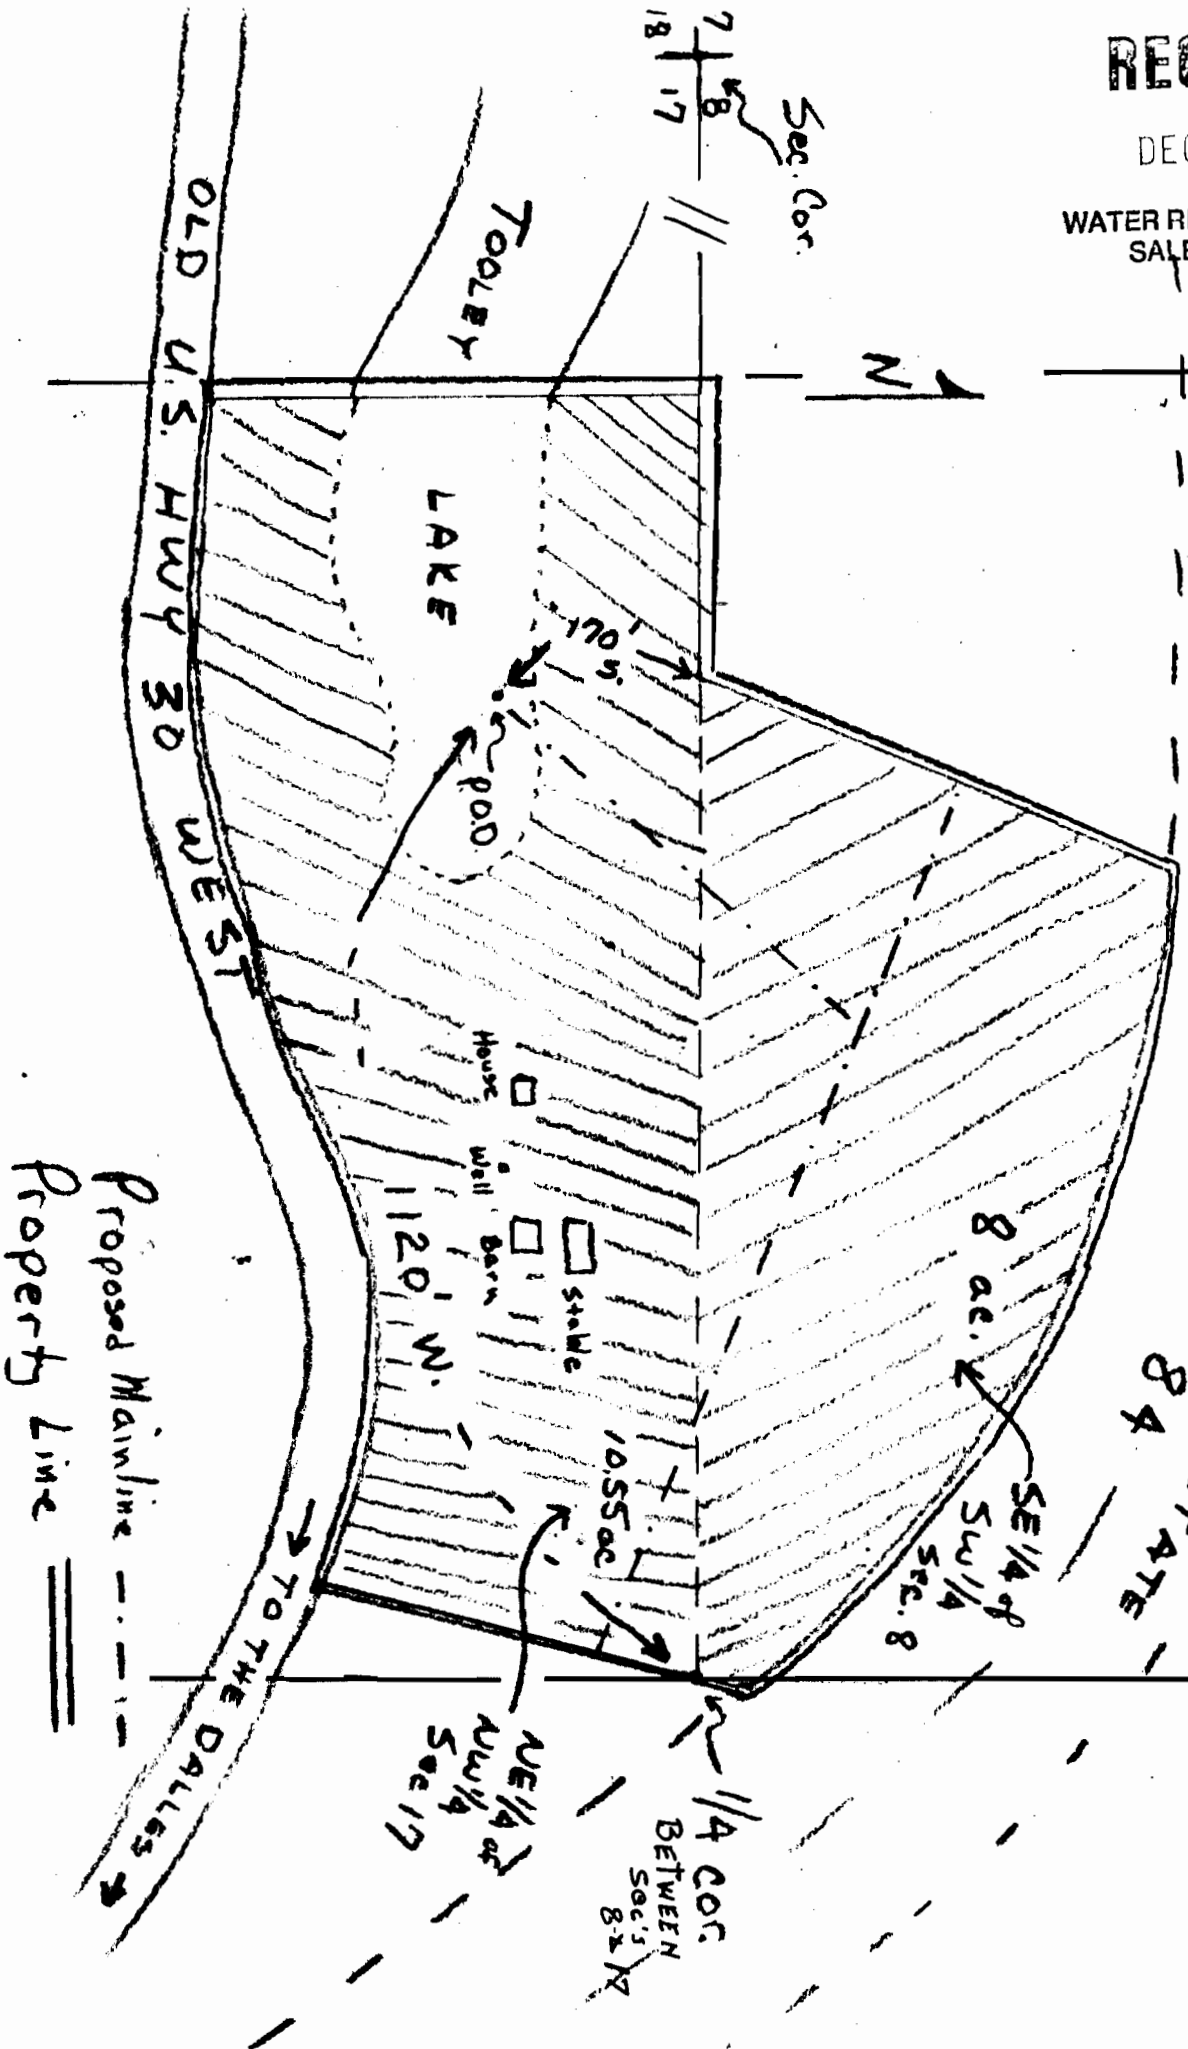 REC
DEC
WATER R
SALE
7 8
18 17
Sec. Cor.
N
TOOLEY
LAKE
OLD U.S. HWY 30 WEST
170' S.
P.O.D.
House
Well
Barn
Stable
1120' W.
8 ac.
SE 1/4 of
SW 1/4
Sec. 8
84
10.55 ac
NE 1/4 of
NW 1/4
Sec 17
1/4 COR.
BETWEEN
Sec's
8 & 17
→ TO THE DALLES →
Proposed Mainline
Property Line